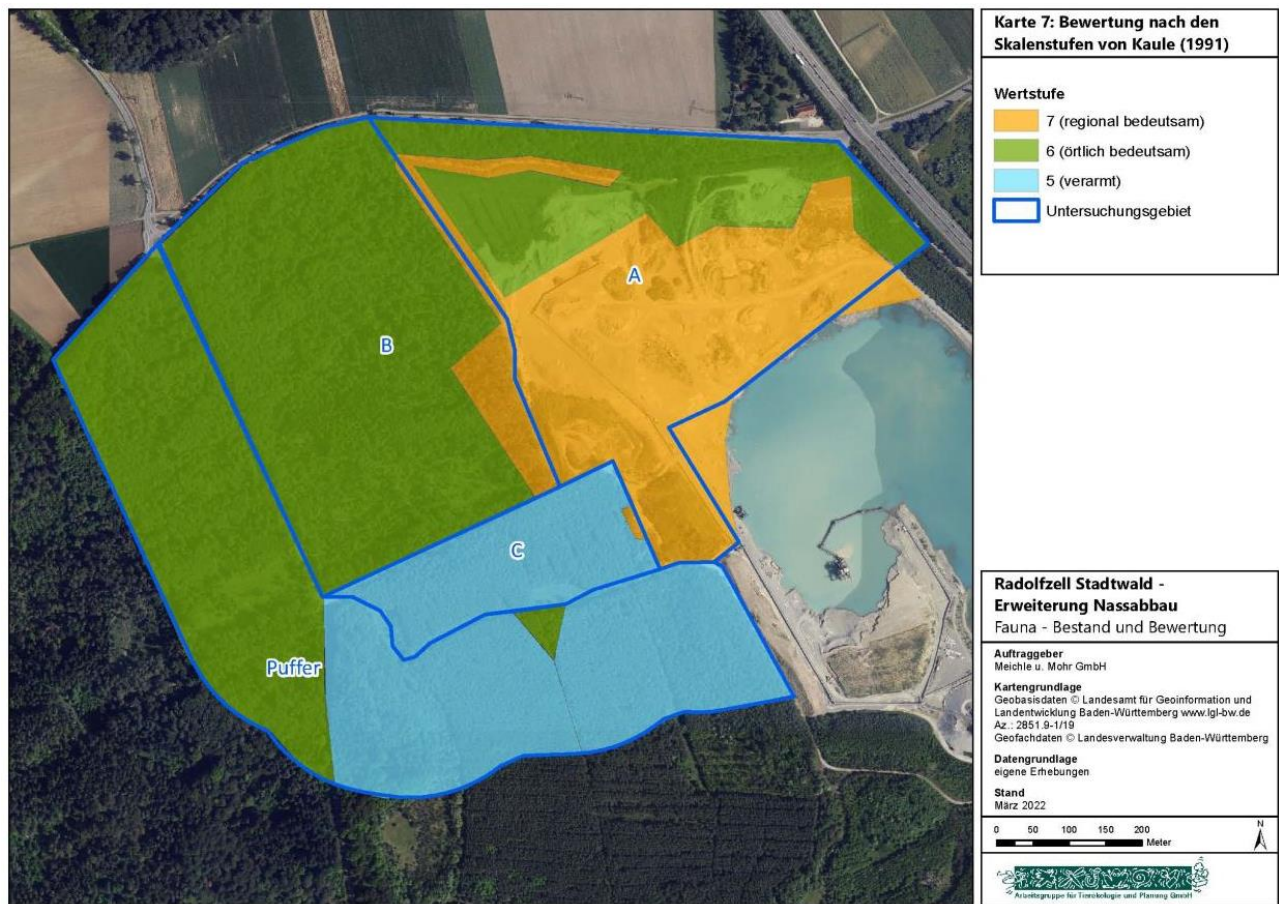 Karte 7: Bewertung nach den
Skalenstufen von Kaule (1991)
Wertstufe
7 (regional bedeutsam)
6 (örtlich bedeutsam)
5 (verarmt)
Untersuchungsgebiet
A
B
C
Puffer
Radolfzell Stadtwald -
Erweiterung Nassabbau
Fauna - Bestand und Bewertung
Auftraggeber
Meichle u. Mohr GmbH
Kartengrundlage
Geobasisdaten © Landesamt für Geoinformation und
Landentwicklung Baden-Württemberg www.lgl-bw.de
Az.: 2851.9-1/19
Geofachdaten © Landesverwaltung Baden-Württemberg
Datengrundlage
eigene Erhebungen
Stand
März 2022
0 50 100 150 200
Meter
N
Arbeitsgruppe für Tierökologie und Planung GmbH